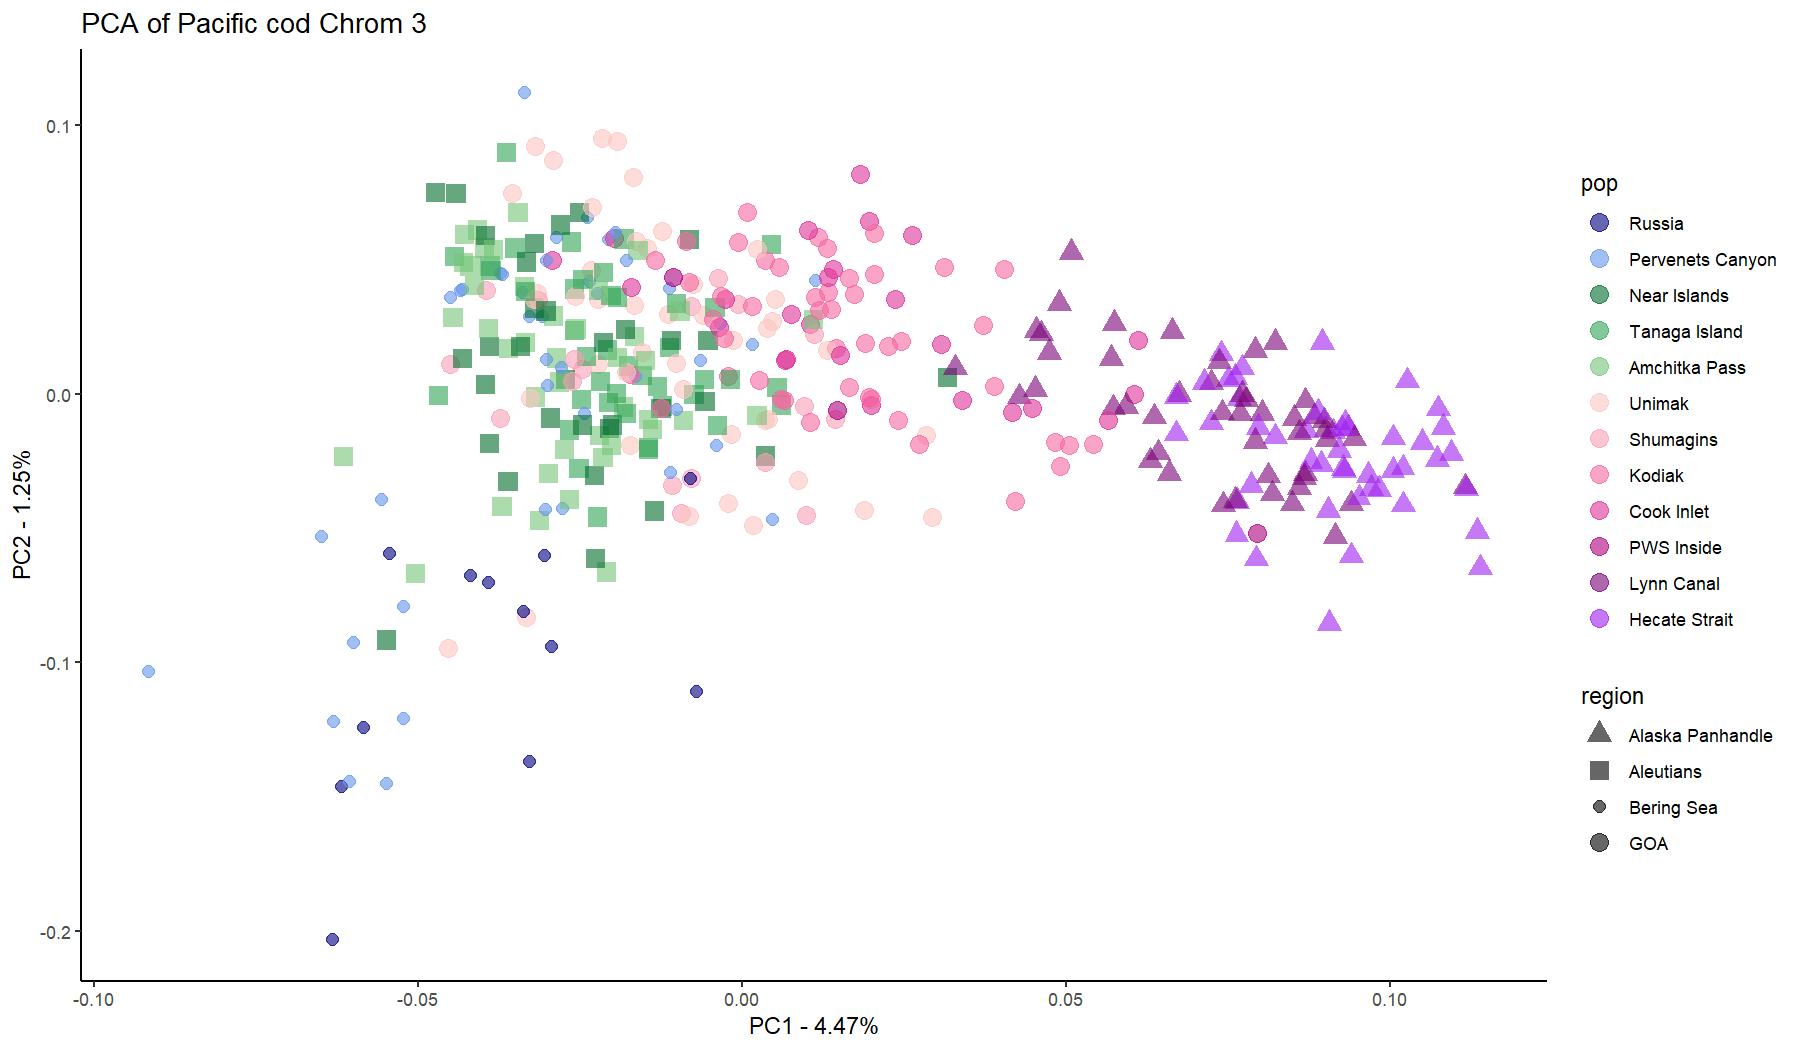 PCA of Pacific cod Chrom 3
PC2 - 1.25%
0.1
0.0
-0.1
-0.2
-0.10
-0.05
0.00
0.05
0.10
PC1 - 4.47%
pop
Russia
Pervenets Canyon
Near Islands
Tanaga Island
Amchitka Pass
Unimak
Shumagins
Kodiak
Cook Inlet
PWS Inside
Lynn Canal
Hecate Strait
region
Alaska Panhandle
Aleutians
Bering Sea
GOA